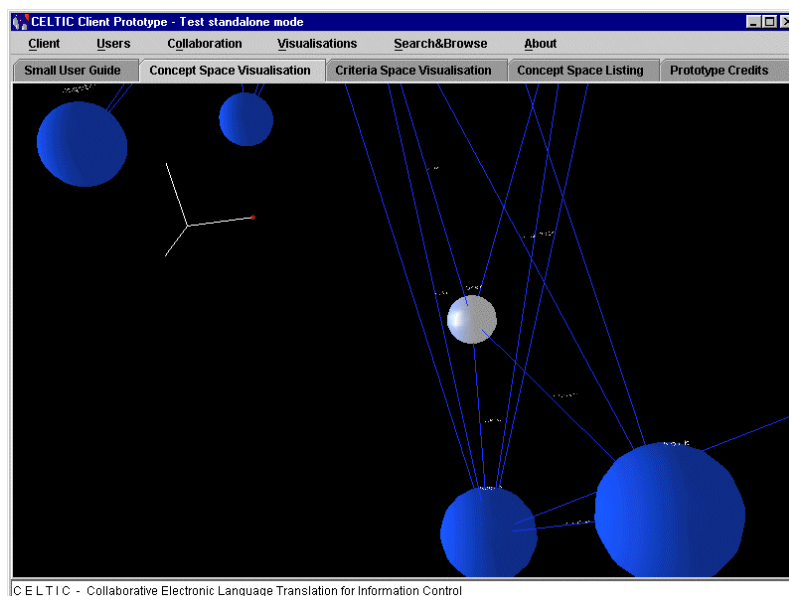 CELTIC Client Prototype - Test standalone mode
Client Users Collaboration Visualisations Search&Browse About
Small User Guide Concept Space Visualisation Criteria Space Visualisation Concept Space Listing Prototype Credits
C E L T I C - Collaborative Electronic Language Translation for Information Control